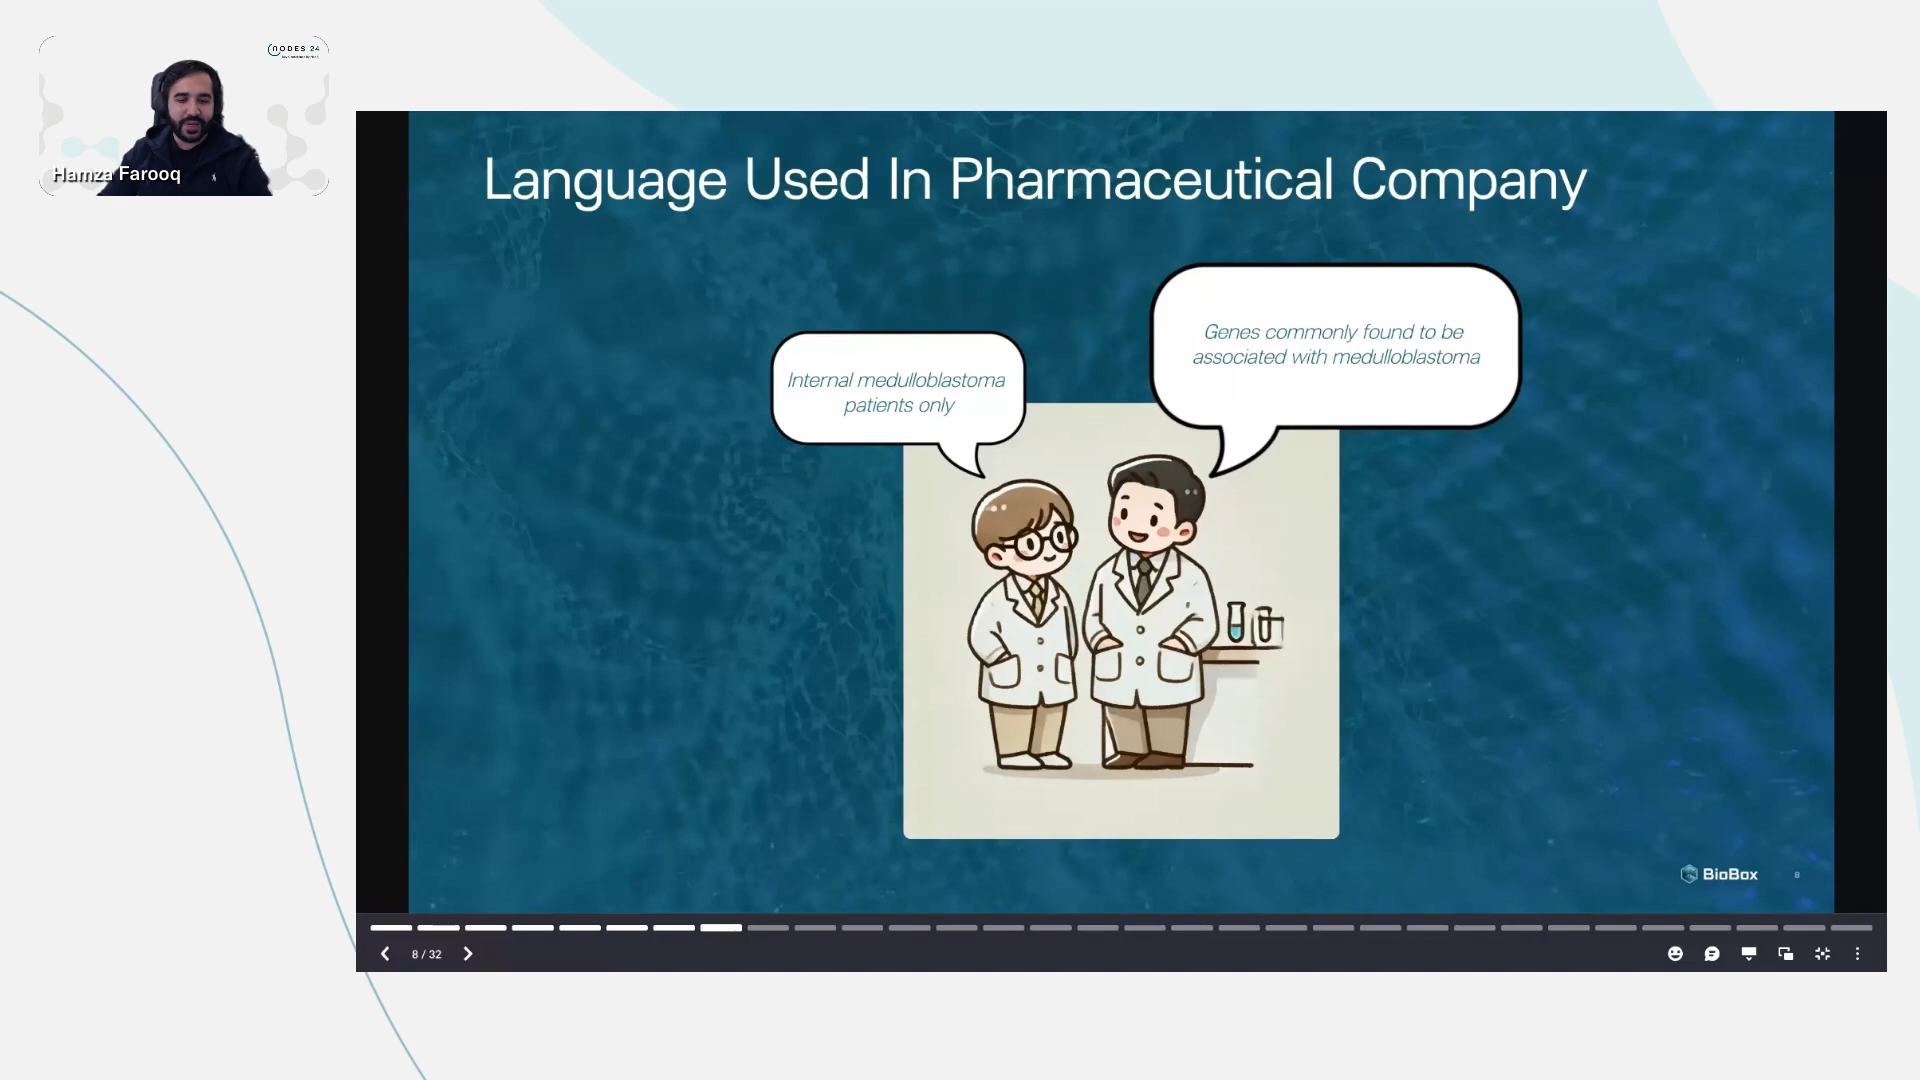 NODES 24
Hamza Farooq
Language Used In Pharmaceutical Company
Internal medulloblastoma
patients only
Genes commonly found to be
associated with medulloblastoma
BioBox
8
8 / 32